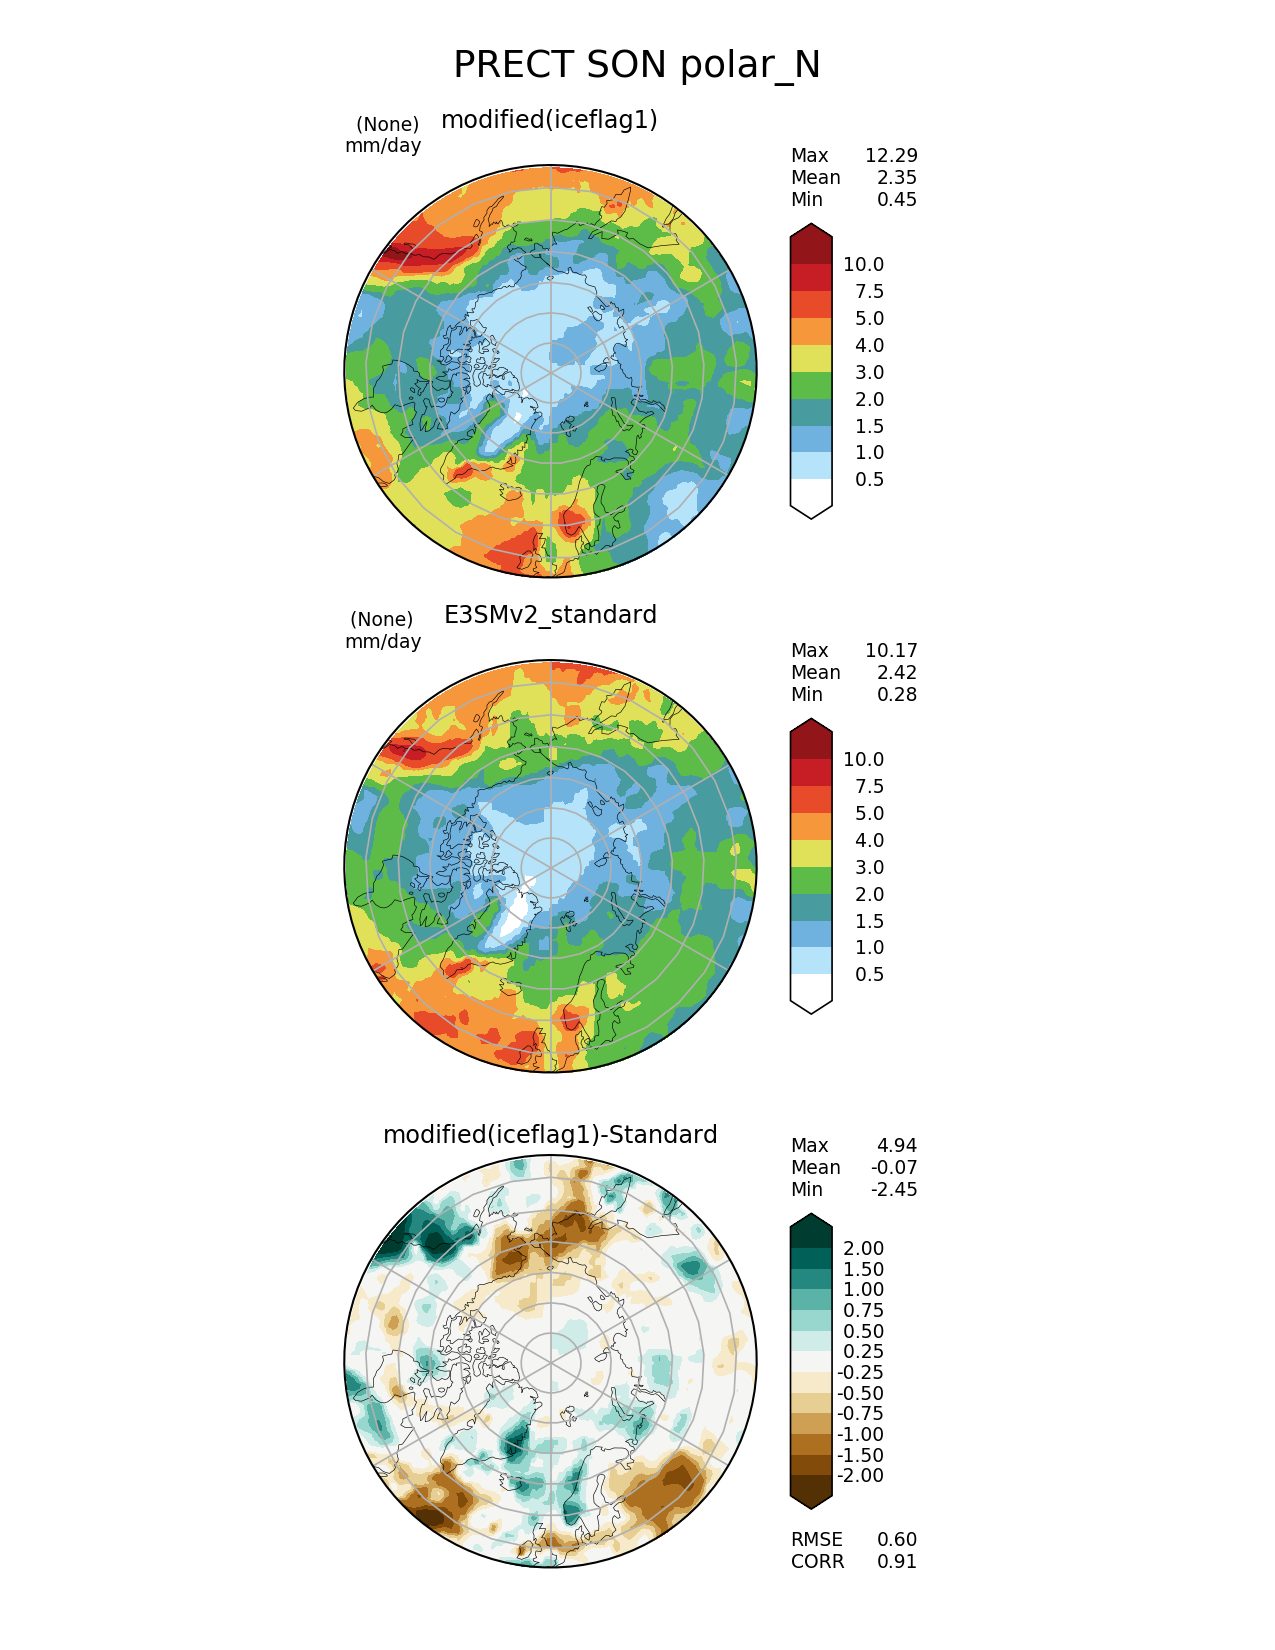 PRECT SON polar_N
(None)
mm/day
modified(iceflag1)
Max 12.29
Mean 2.35
Min 0.45
10.0
7.5
5.0
4.0
3.0
2.0
1.5
1.0
0.5
(None)
mm/day
E3SMv2_standard
Max 10.17
Mean 2.42
Min 0.28
10.0
7.5
5.0
4.0
3.0
2.0
1.5
1.0
0.5
modified(iceflag1)-Standard
Max 4.94
Mean -0.07
Min -2.45
2.00
1.50
1.00
0.75
0.50
0.25
-0.25
-0.50
-0.75
-1.00
-1.50
-2.00
RMSE 0.60
CORR 0.91